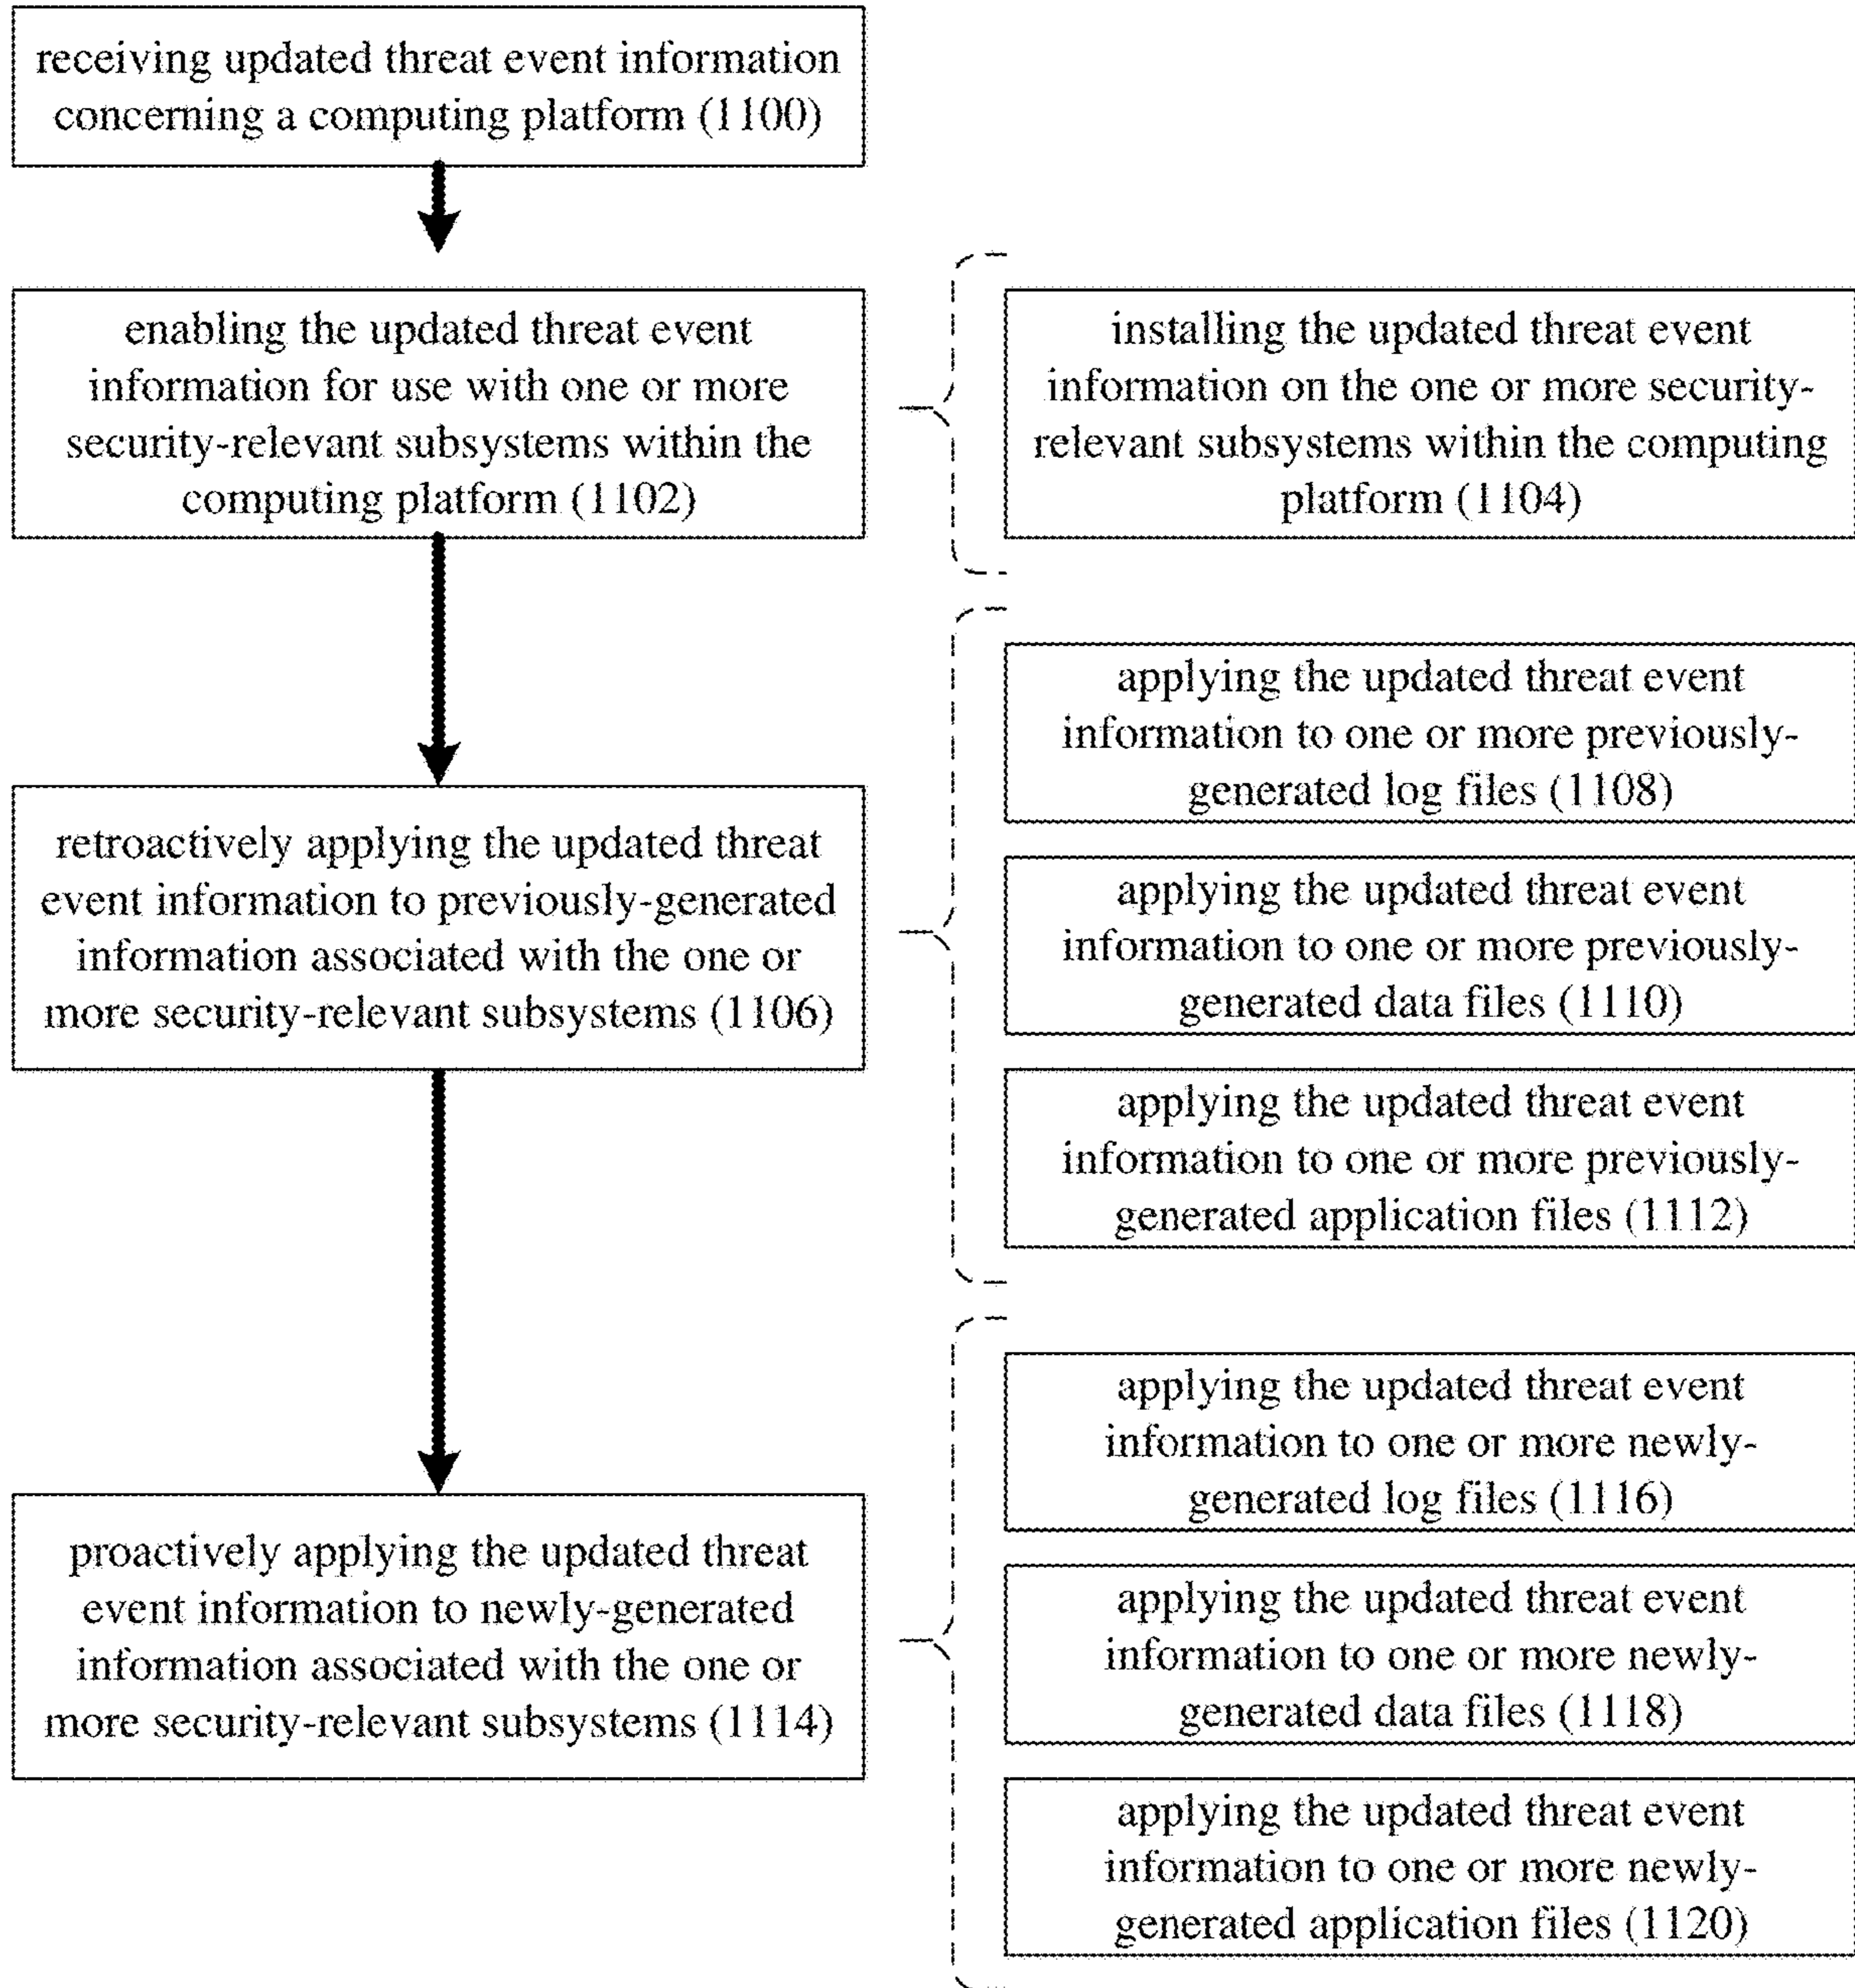 receiving updated threat event information
concerning a computing platform (1100)
enabling the updated threat event
information for use with one or more
security-relevant subsystems within the
computing platform (1102)
installing the updated threat event
information on the one or more security-
relevant subsystems within the computing
platform (1104)
retroactively applying the updated threat
event information to previously-generated
information associated with the one or
more security-relevant subsystems (1106)
applying the updated threat event
information to one or more previously-
generated log files (1108)
applying the updated threat event
information to one or more previously-
generated data files (1110)
applying the updated threat event
information to one or more previously-
generated application files (1112)
proactively applying the updated threat
event information to newly-generated
information associated with the one or
more security-relevant subsystems (1114)
applying the updated threat event
information to one or more newly-
generated log files (1116)
applying the updated threat event
information to one or more newly-
generated data files (1118)
applying the updated threat event
information to one or more newly-
generated application files (1120)